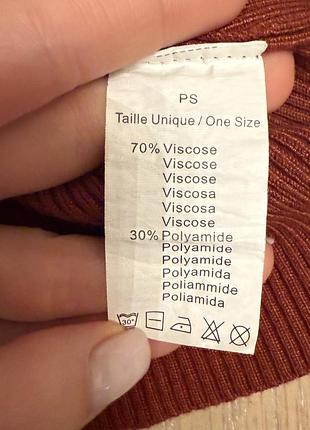 PS
Taille Unique / One Size
70% Viscose
Viscose
Viscose
Viscosa
Viscosa
Viscose
30% Polyamide
Polyamide
Polyamide
Polyamida
Poliammide
Poliamida
30°